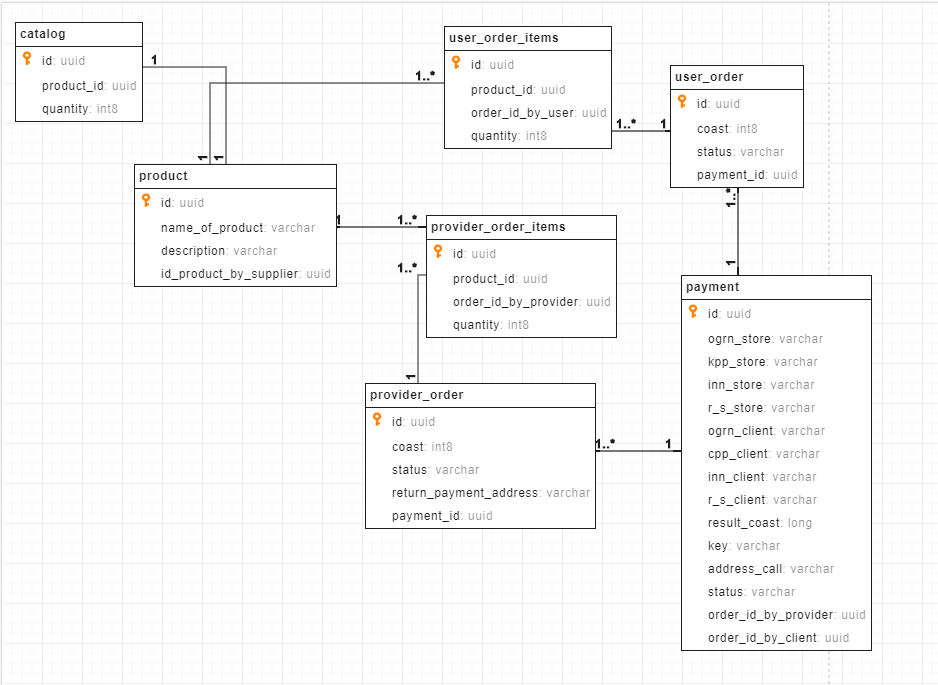 catalog
id: uuid
product_id: uuid
quantity: int8
1
1
1
1..*
user_order_items
id: uuid
product_id: uuid
order_id_by_user: uuid
quantity: int8
1..*
1
user_order
id: uuid
coast: int8
status: varchar
payment_id: uuid
1..*
1
product
id: uuid
name_of_product: varchar
description: varchar
id_product_by_supplier: uuid
1
1..*
1..*
provider_order_items
id: uuid
product_id: uuid
order_id_by_provider: uuid
quantity: int8
1
provider_order
id: uuid
coast: int8
status: varchar
return_payment_address: varchar
payment_id: uuid
1..*
1
payment
id: uuid
ogrn_store: varchar
kpp_store: varchar
inn_store: varchar
r_s_store: varchar
ogrn_client: varchar
cpp_client: varchar
inn_client: varchar
r_s_client: varchar
result_coast: long
key: varchar
address_call: varchar
status: varchar
order_id_by_provider: uuid
order_id_by_client: uuid